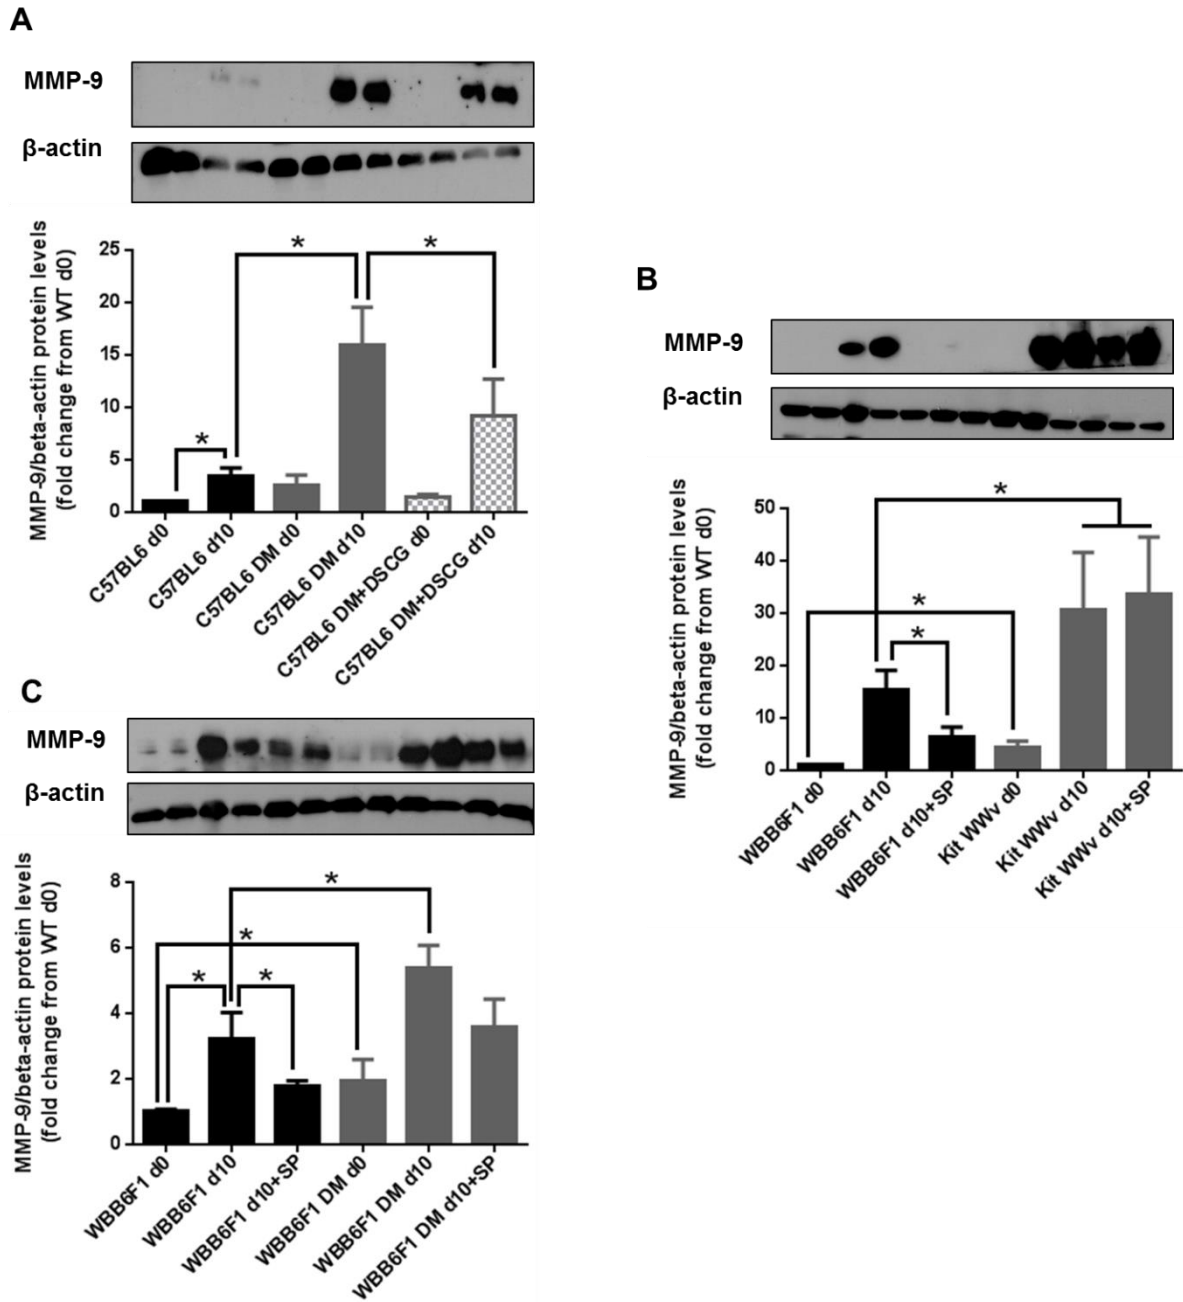 A
MMP-9
β-actin
MMP-9/beta-actin protein levels
(fold change from WT d0)
25
20
15
10
5
0
*
*
*
C57BL6 d0
C57BL6 d10
C57BL6 DM d0
C57BL6 DM d10
C57BL6 DM+DSCG d0
C57BL6 DM+DSCG d10
B
MMP-9
β-actin
MMP-9/beta-actin protein levels
(fold change from WT d0)
50
40
30
20
10
0
*
*
*
WBB6F1 d0
WBB6F1 d10
WBB6F1 d10+SP
Kit WWv d0
Kit WWv d10
Kit WWv d10+SP
C
MMP-9
β-actin
MMP-9/beta-actin protein levels
(fold change from WT d0)
8
6
4
2
0
*
*
*
*
WBB6F1 d0
WBB6F1 d10
WBB6F1 d10+SP
WBB6F1 DM d0
WBB6F1 DM d10
WBB6F1 DM d10+SP